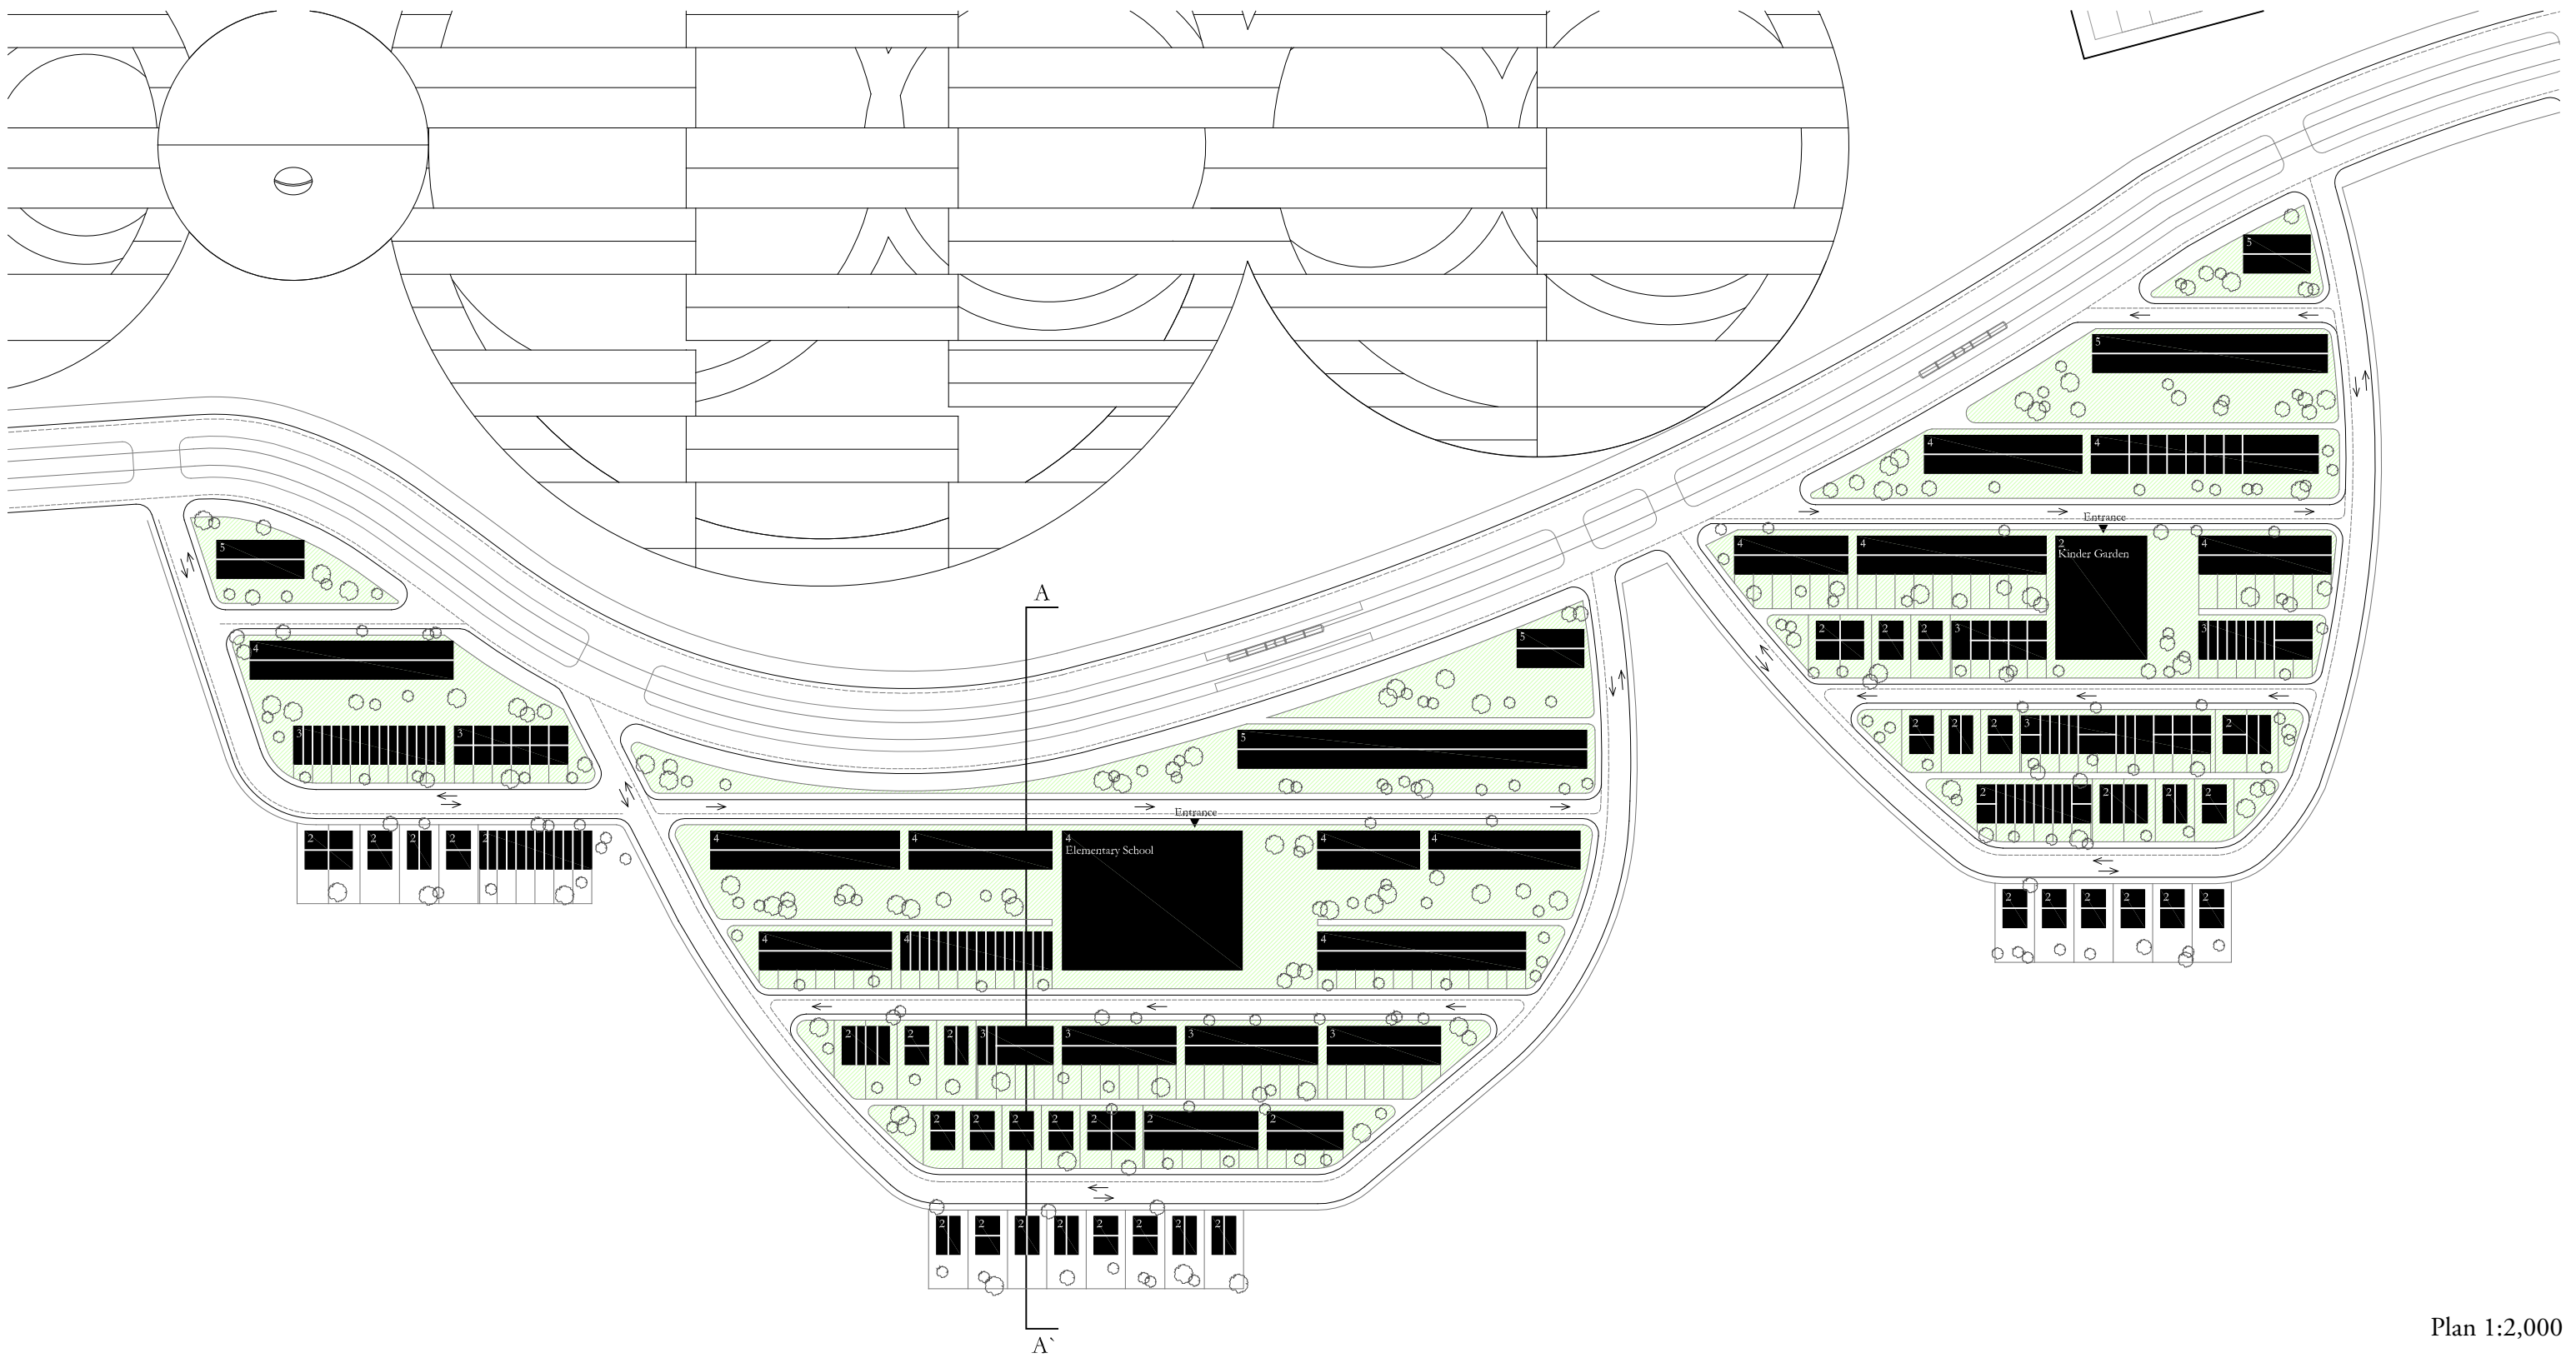 5
5
4 4
Entrance
4 4 2 4
Kinder Garden
2 2 2 3 3
2 2 2 3 2
2 2 2 2
2 2 2 2 2 2
5
4
3 3
2 2 2 2 2
A
5
5
Entrance
4 4 4 4 4
Elementary School
4 4 4
2 2 2 3 3 3 3
2 2 2 2 2 2 2
2 2 2 2 2 2 2 2
A`
Plan 1:2,000